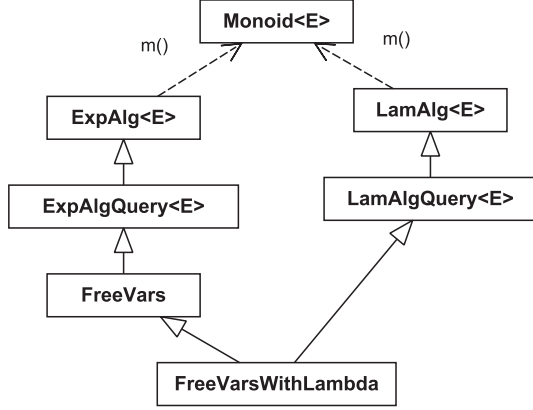 Monoid<E>
m()
m()
ExpAlg<E>
LamAlg<E>
ExpAlgQuery<E>
LamAlgQuery<E>
FreeVars
FreeVarsWithLambda